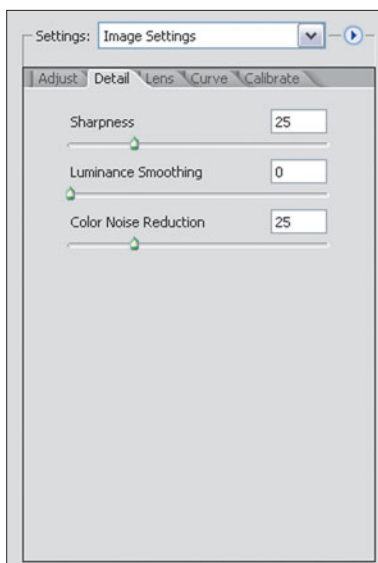 Settings: Image Settings
Adjust Detail Lens Curve Calibrate
Sharpness 25
Luminance Smoothing 0
Color Noise Reduction 25